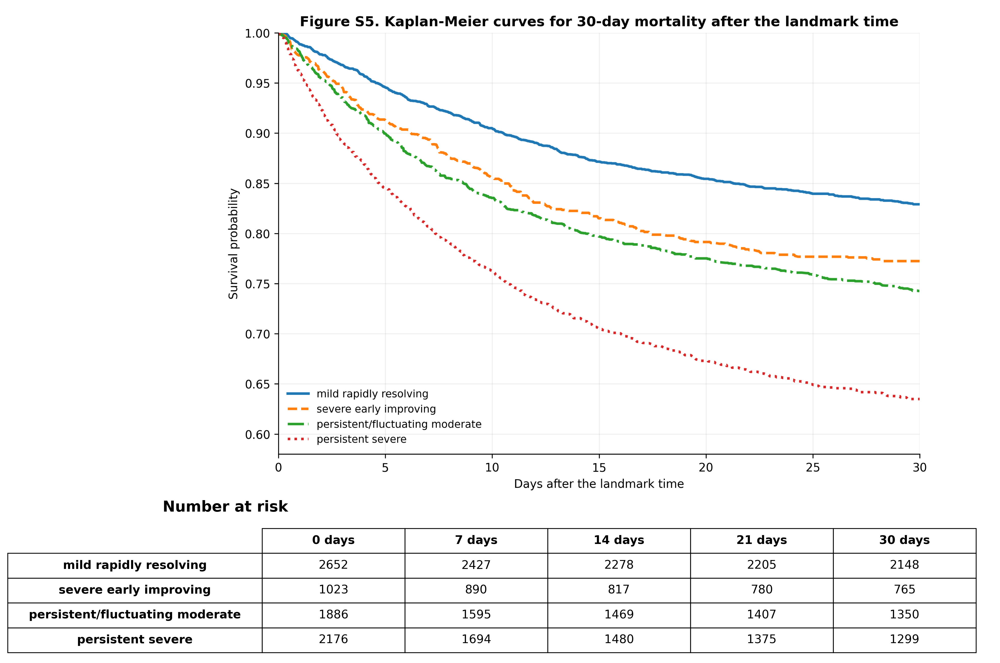 Figure S5. Kaplan-Meier curves for 30-day mortality after the landmark time
1.00
0.95
0.90
0.85
0.80
0.75
0.70
0.65
0.60
Survival probability
mild rapidly resolving
severe early improving
persistent/fluctuating moderate
persistent severe
0 5 10 15 20 25 30
Days after the landmark time
Number at risk
0 days 7 days 14 days 21 days 30 days
mild rapidly resolving 2652 2427 2278 2205 2148
severe early improving 1023 890 817 780 765
persistent/fluctuating moderate 1886 1595 1469 1407 1350
persistent severe 2176 1694 1480 1375 1299